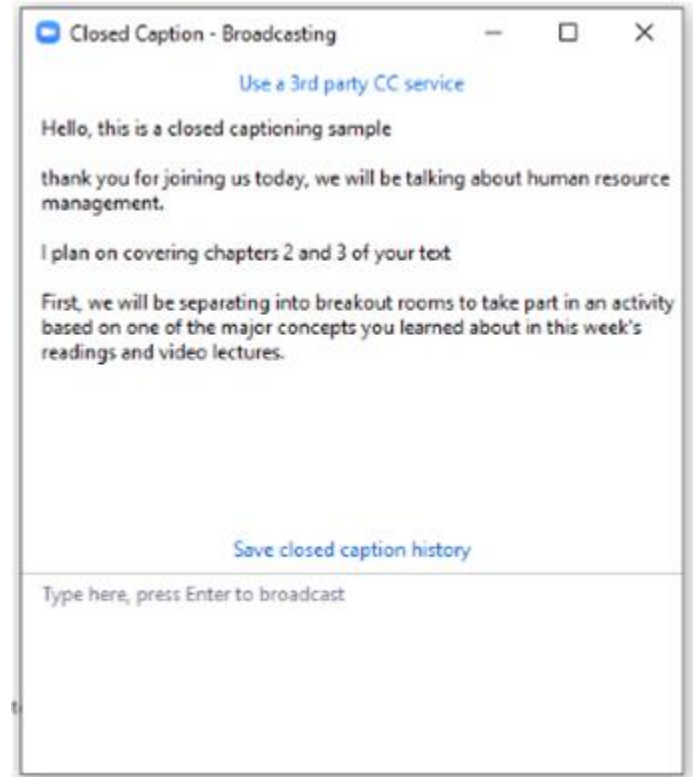 Closed Caption - Broadcasting
Use a 3rd party CC service
Hello, this is a closed captioning sample
thank you for joining us today, we will be talking about human resource
management.
I plan on covering chapters 2 and 3 of your text
First, we will be separating into breakout rooms to take part in an activity
based on one of the major concepts you learned about in this week's
readings and video lectures.
Save closed caption history
Type here, press Enter to broadcast